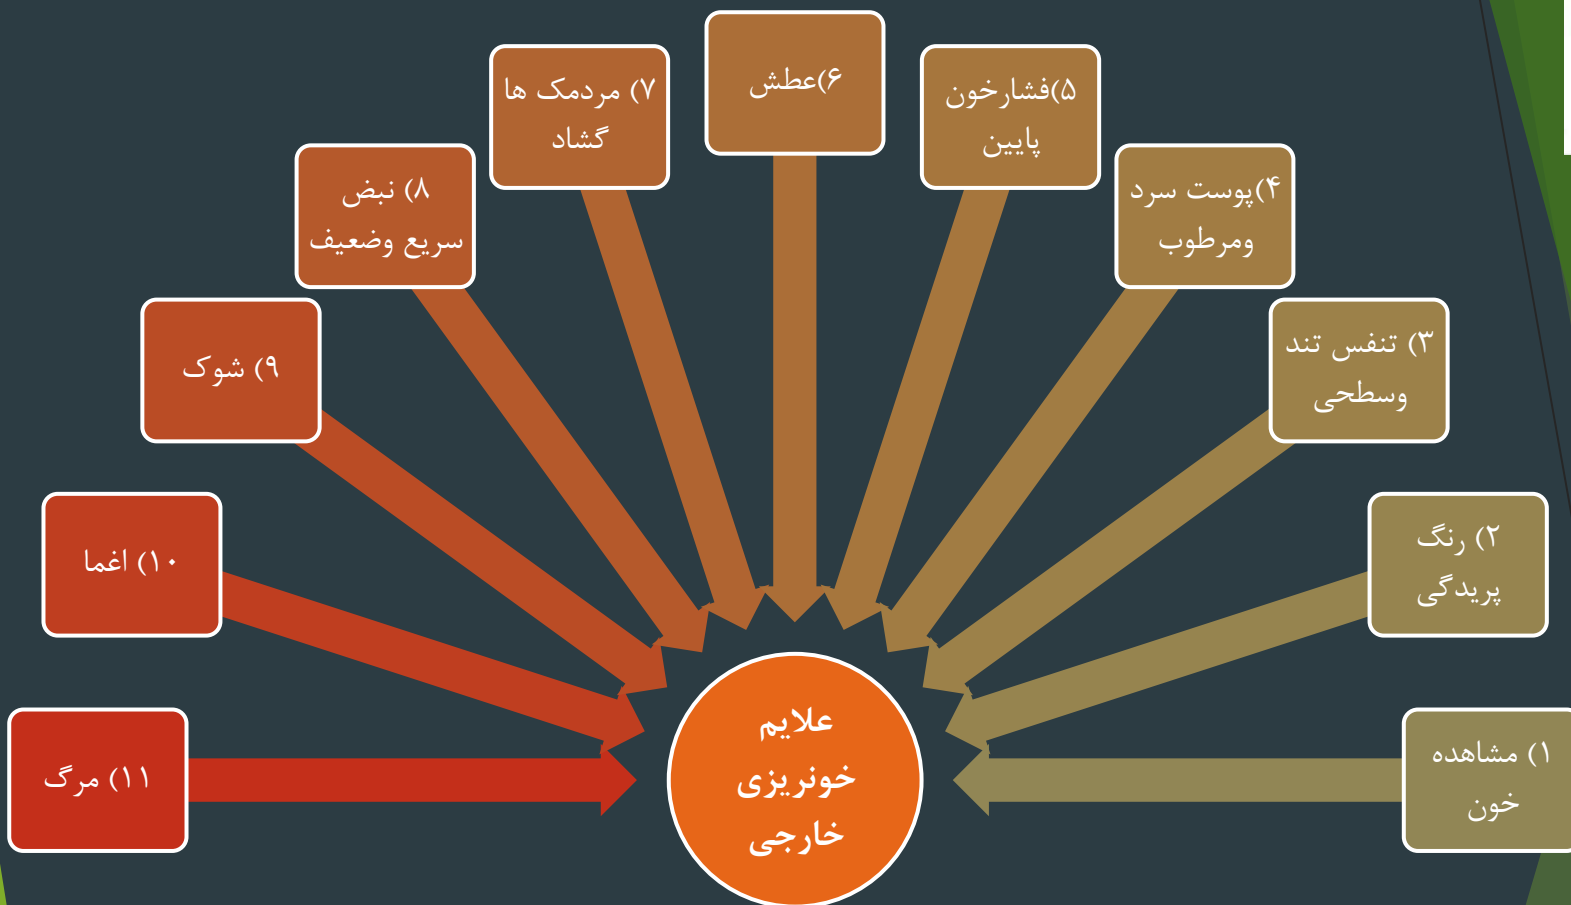 ۱) مشاهده
خون
۲) رنگ
پریدگی
۳) تنفس تند
وسطحی
۴)پوست سرد
ومرطوب
۵)فشارخون
پایین
۶)عطش
۷) مردمک ها
گشاد
۸) نبض
سریع وضعیف
۹) شوک
۱۰) اغما
۱۱) مرگ
علایم
خونریزی
خارجی